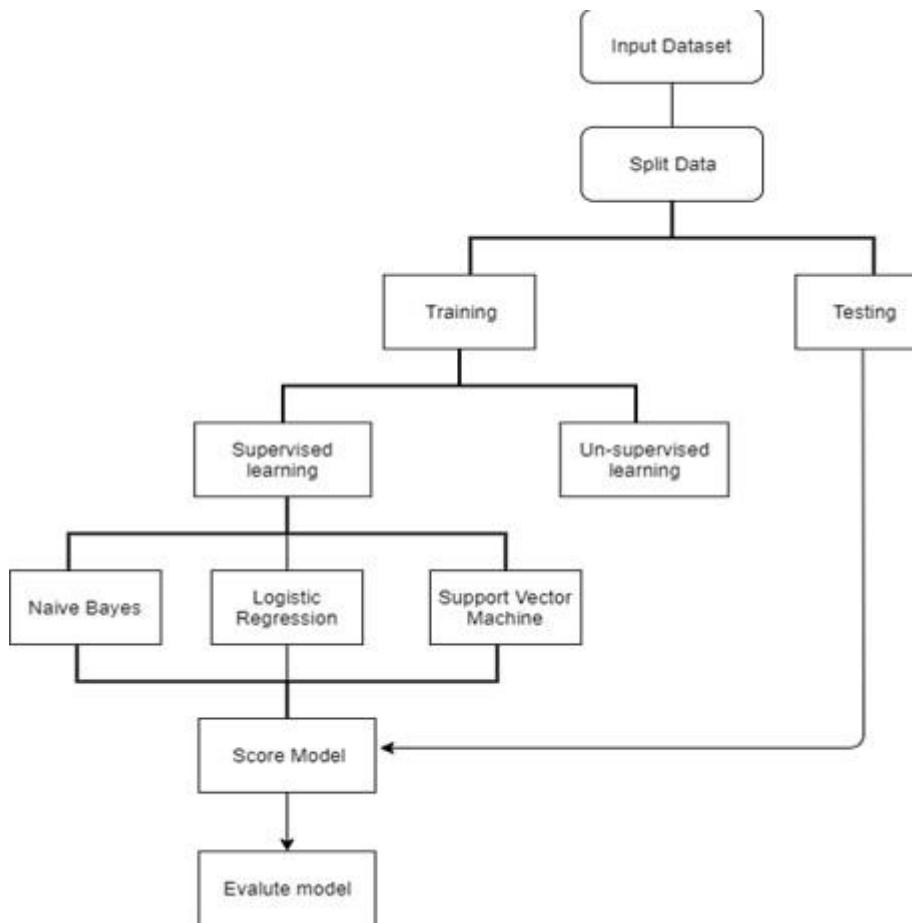 Input Dataset
Split Data
Training
Testing
Supervised
learning
Un-supervised
learning
Naive Bayes
Logistic
Regression
Support Vector
Machine
Score Model
Evalute model